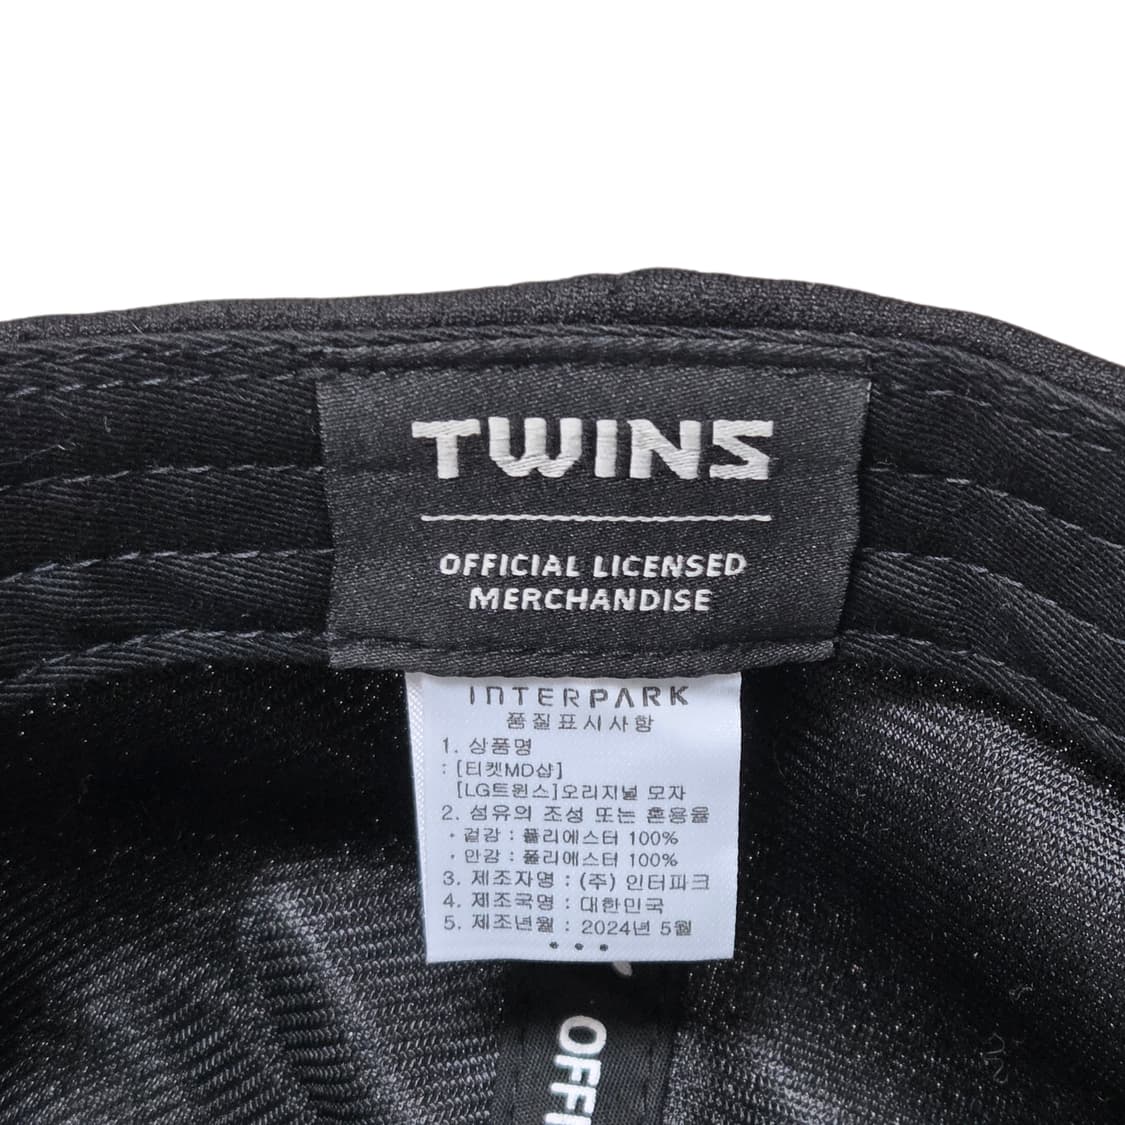 TWINS
OFFICIAL LICENSED
MERCHANDISE
INTERPARK
품질표시사항
1. 상품명
: [티켓MD샵]
[LG트윈스]오리지널 모자
2. 섬유의 조성 또는 혼용율
· 겉감 : 폴리에스터 100%
· 안감 : 폴리에스터 100%
3. 제조자명 : (주) 인터파크
4. 제조국명 : 대한민국
5. 제조년월 : 2024년 5월
OFFI